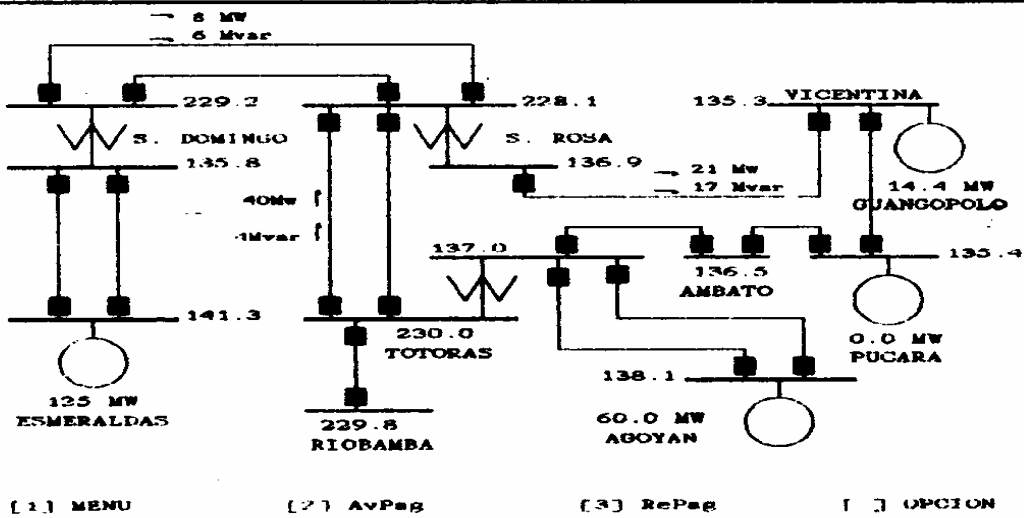 8 MW
6 Mvar
229.2
228.1
135.3
VICENTINA
S. DOMINGO
S. ROSA
135.8
136.9
21 Mw
17 Mvar
14.4 MW
GUANGOPOLO
40Mw
4Mvar
137.0
136.5
AMBATO
135.4
141.3
230.0
TOTORAS
0.0 MW
PUCARA
138.1
125 MW
ESMERALDAS
229.8
RIOBAMBA
60.0 MW
AGOYAN
[1] MENU [2] AvPag [3] RePag [ ] OPCION